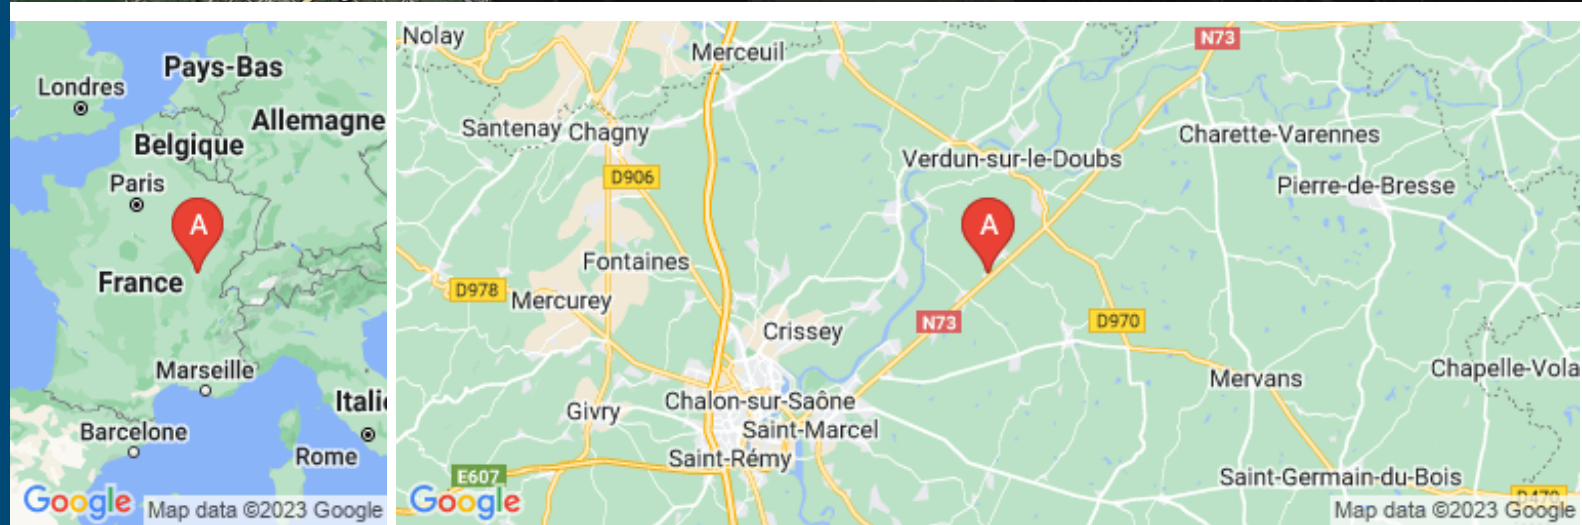 Londres
Pays-Bas
Allemagne
Belgique
Paris
A
France
Marseille
Itali
Barcelone
Rome
Google
Map data ©2023 Google
Nolay
Merceuil
N73
Santenay
Chagny
Charette-Varennes
Verdun-sur-le-Doubs
D906
Pierre-de-Bresse
A
Fontaines
D978
Mercurey
Crissey
N73
D970
Chapelle-Vola
Mervans
Givry
Chalon-sur-Saône
Saint-Marcel
Saint-Rémy
E607
Saint-Germain-du-Bois
Google
Map data ©2023 Google